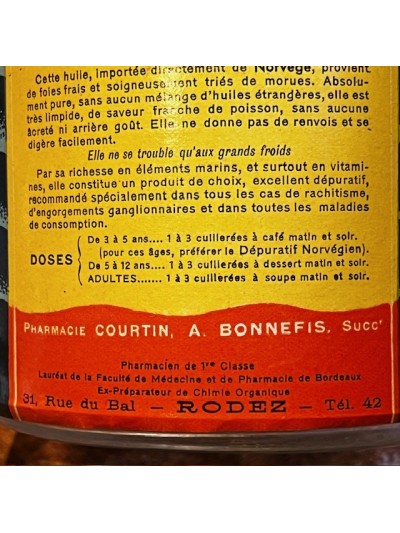 Cette huile, importée directement de Norvège, provient
de foies frais et soigneusement triés de morues. Absolu-
ment pure, sans aucun mélange d'huiles étrangères, elle est
très limpide, de saveur fraîche de poisson, sans aucune
âcreté ni arrière goût. Elle ne donne pas de renvois et se
digère facilement.
Elle ne se trouble qu'aux grands froids
Par sa richesse en éléments marins, et surtout en vitami-
nes, elle constitue un produit de choix, excellent dépuratif,
recommandé spécialement dans tous les cas de rachitisme,
d'engorgements ganglionnaires et dans toutes les maladies
de consomption.
DOSES
De 3 à 5 ans.... 1 à 3 cuillerées à café matin et soir.
(pour ces âges, préférer le Dépuratif Norvégien).
De 5 à 12 ans.... 1 à 3 cuillerées à dessert matin et soir.
ADULTES....... 1 à 3 cuillerées à soupe matin et soir.
PHARMACIE COURTIN, A. BONNEFIS, SUCCr
Pharmacien de 1re Classe
Lauréat de la Faculté de Médecine et de Pharmacie de Bordeaux
Ex-Préparateur de Chimie Organique
31, Rue du Bal - RODEZ - Tél. 42